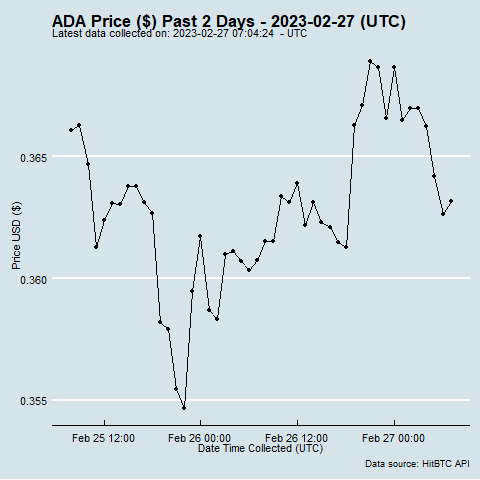 ADA Price ($) Past 2 Days - 2023-02-27 (UTC)
Latest data collected on: 2023-02-27 07:04:24 - UTC
Price USD ($)
0.365
0.360
0.355
Feb 25 12:00 Feb 26 00:00 Feb 26 12:00 Feb 27 00:00
Date Time Collected (UTC)
Data source: HitBTC API